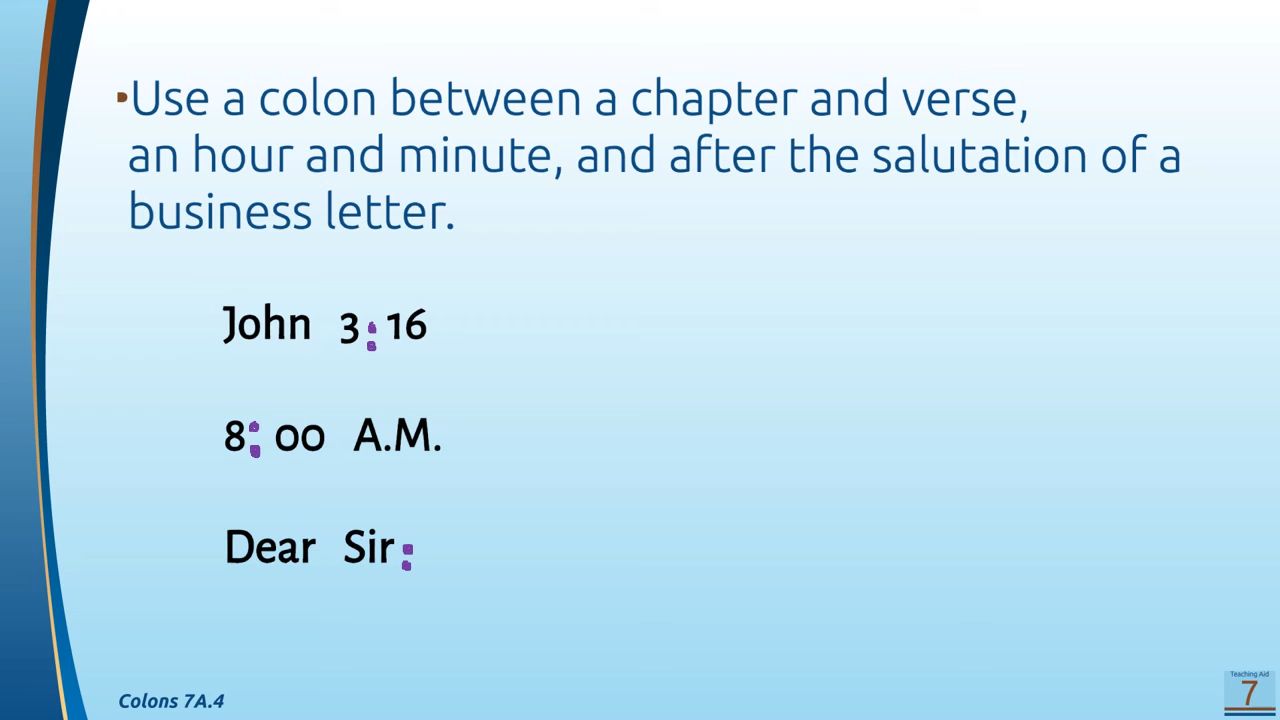 •Use a colon between a chapter and verse,
an hour and minute, and after the salutation of a
business letter.
John 3:16
8:00 A.M.
Dear Sir:
Colons 7A.4
Teaching Aid
7